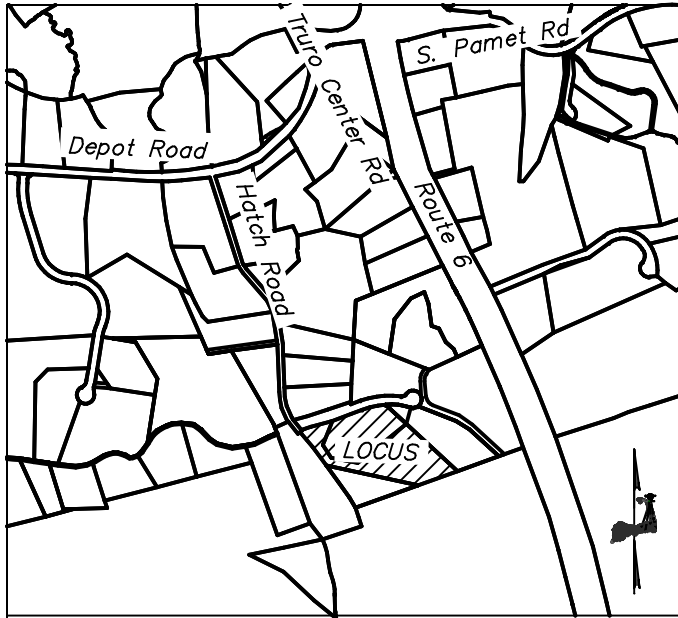 S. Pamet Rd
Truro Center Rd
Depot Road
Hatch Road
Route 6
LOCUS